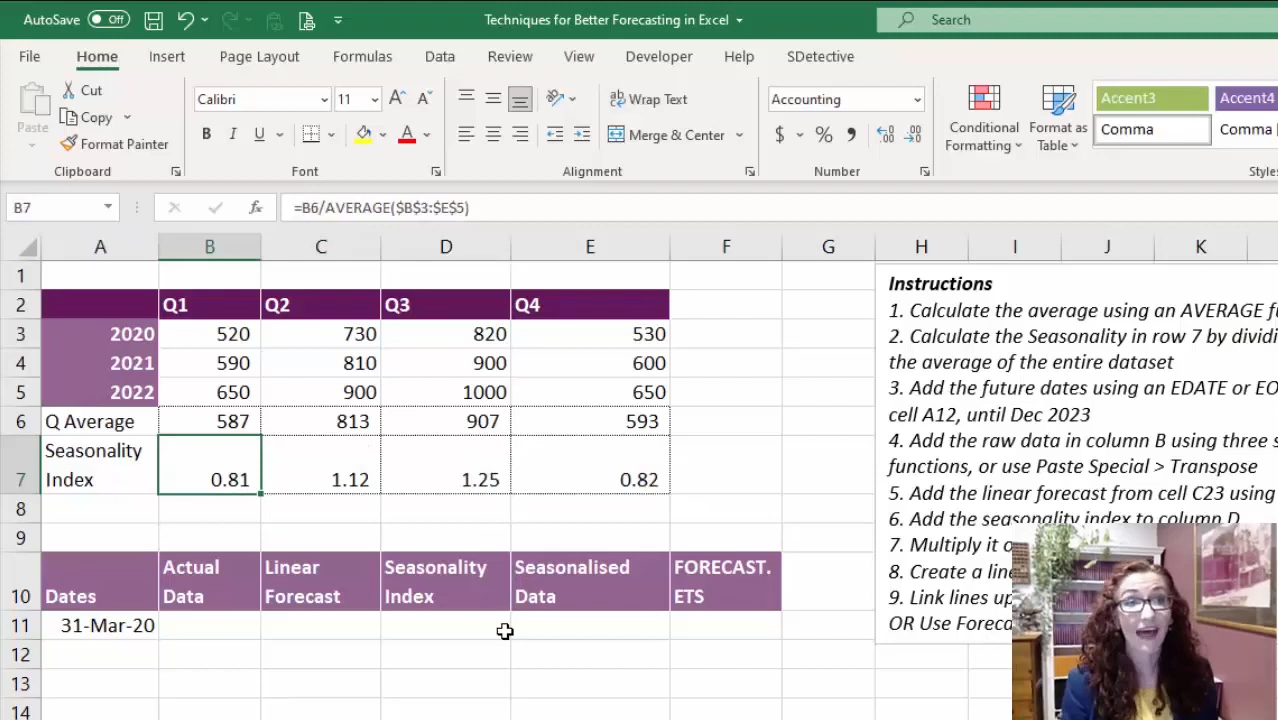 AutoSave Off Techniques for Better Forecasting in Excel Search
File Home Insert Page Layout Formulas Data Review View Developer Help SDetective
Paste Cut Calibri 11 Wrap Text Accounting Accent3 Accent4
Copy Conditional Formatting Format as Table Comma Comma
Format Painter B I U Merge & Center $ % 9
Clipboard Font Alignment Number Styles
B7 fx =B6/AVERAGE($B$3:$E$5)
A B C D E F G H I J K
1
2 Q1 Q2 Q3 Q4
3 2020 520 730 820 530
4 2021 590 810 900 600
5 2022 650 900 1000 650
6 Q Average 587 813 907 593
7 Seasonality Index 0.81 1.12 1.25 0.82
8
9
10 Dates Actual Data Linear Forecast Seasonality Index Seasonalised Data FORECAST. ETS
11 31-Mar-20
12
13
14
Instructions
1. Calculate the average using an AVERAGE
2. Calculate the Seasonality in row 7 by
the average of the entire dataset
3. Add the future dates using an EDATE or
cell A12, until Dec 2023
4. Add the raw data in column B using three
functions, or use Paste Special > Transpose
5. Add the linear forecast from cell C23 using
6. Add the seasonality index to column D
7. Multiply it
8. Create a
9. Link lines
OR Use